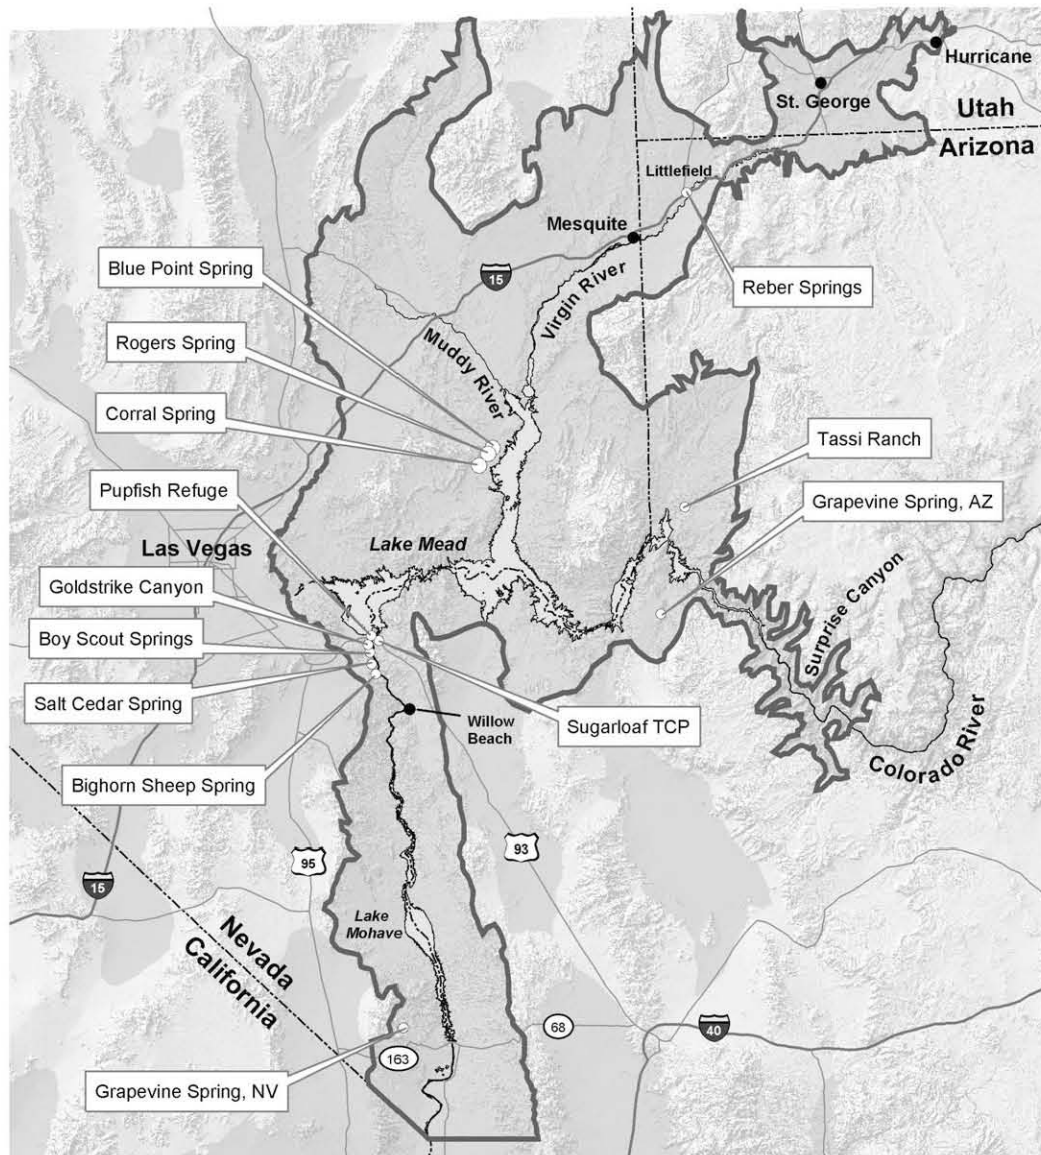 Hurricane
St. George
Utah
Arizona
Littlefield
Mesquite
Blue Point Spring
15
Virgin River
Reber Springs
Rogers Spring
Muddy River
Corral Spring
Tassi Ranch
Pupfish Refuge
Grapevine Spring, AZ
Las Vegas
Lake Mead
Goldstrike Canyon
Surprise Canyon
Boy Scout Springs
Salt Cedar Spring
Willow
Beach
Sugarloaf TCP
Colorado River
Bighorn Sheep Spring
93
95
15
Lake
Mohave
Nevada
California
68
40
163
Grapevine Spring, NV